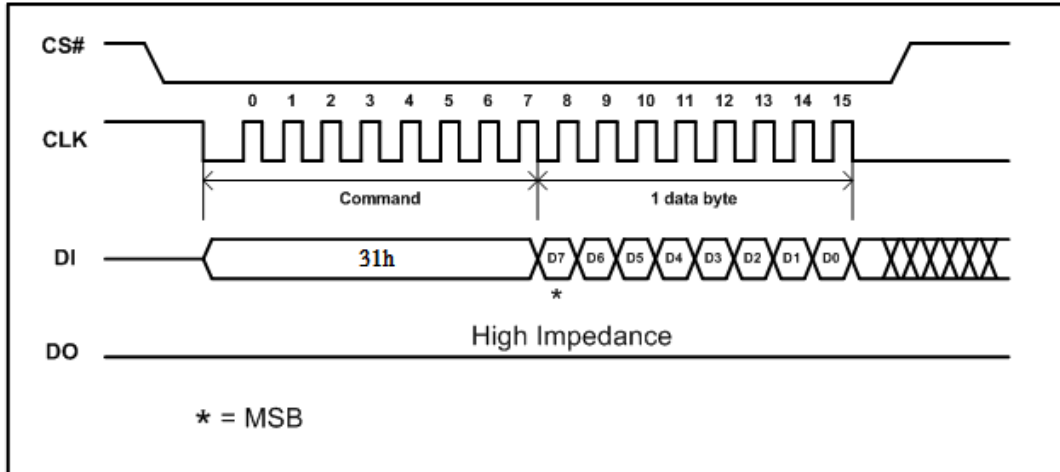 CS#
0 1 2 3 4 5 6 7 8 9 10 11 12 13 14 15
CLK
Command 1 data byte
DI 31h D7 D6 D5 D4 D3 D2 D1 D0
*
High Impedance
DO
* = MSB